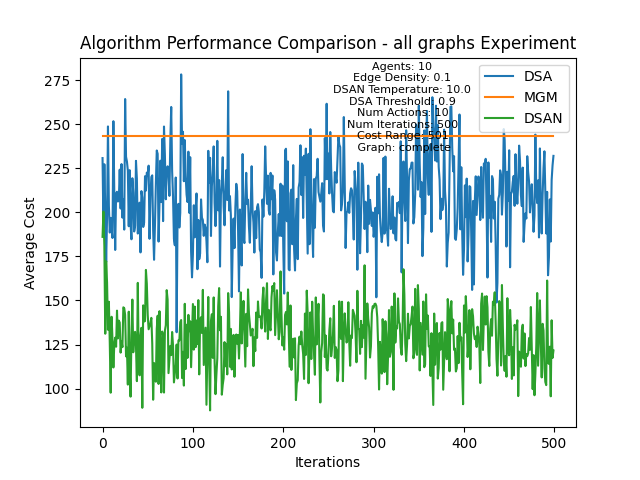 Algorithm Performance Comparison - all graphs Experiment
Agents: 10
Edge Density: 0.1
DSAN Temperature: 10.0
DSA Threshold: 0.9
Num Actions: 10
Num Iterations: 500
Cost Range: 501
Graph: complete
DSA
MGM
DSAN
275
250
225
200
175
150
125
100
Average Cost
0
100
200
300
400
500
Iterations